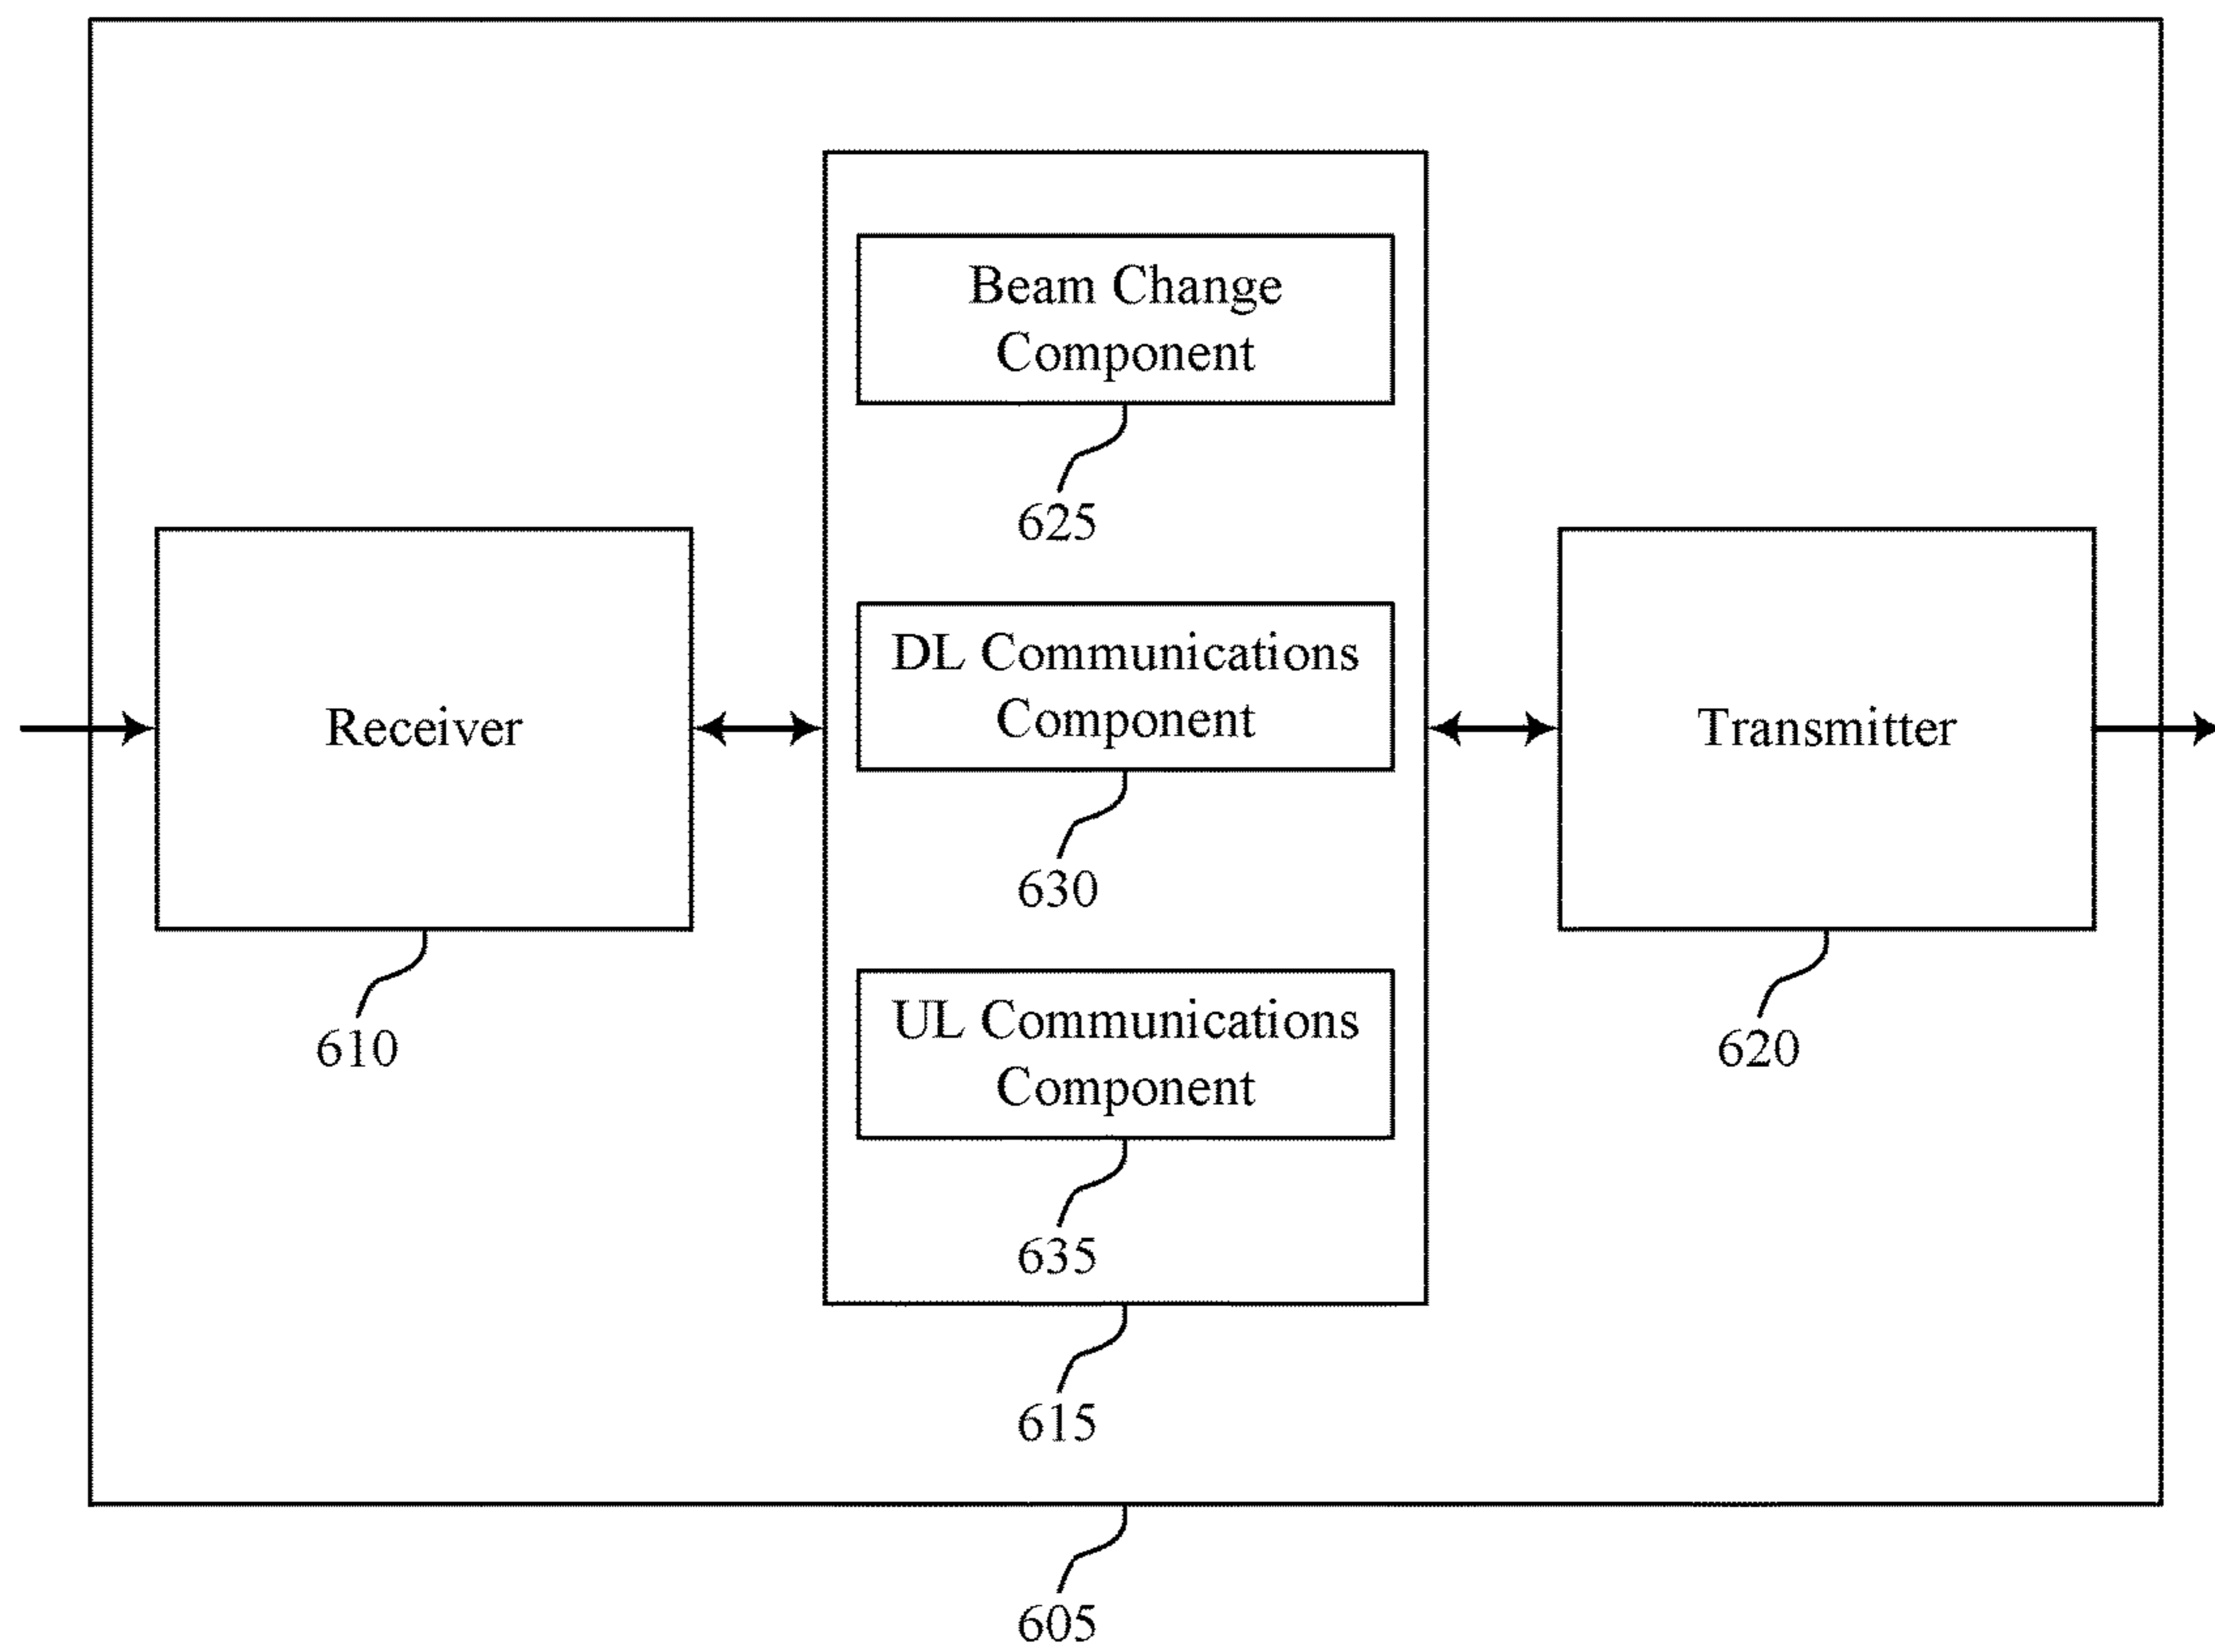 Beam Change
Component
625
Receiver
610
DL Communications
Component
630
Transmitter
620
UL Communications
Component
635
615
605